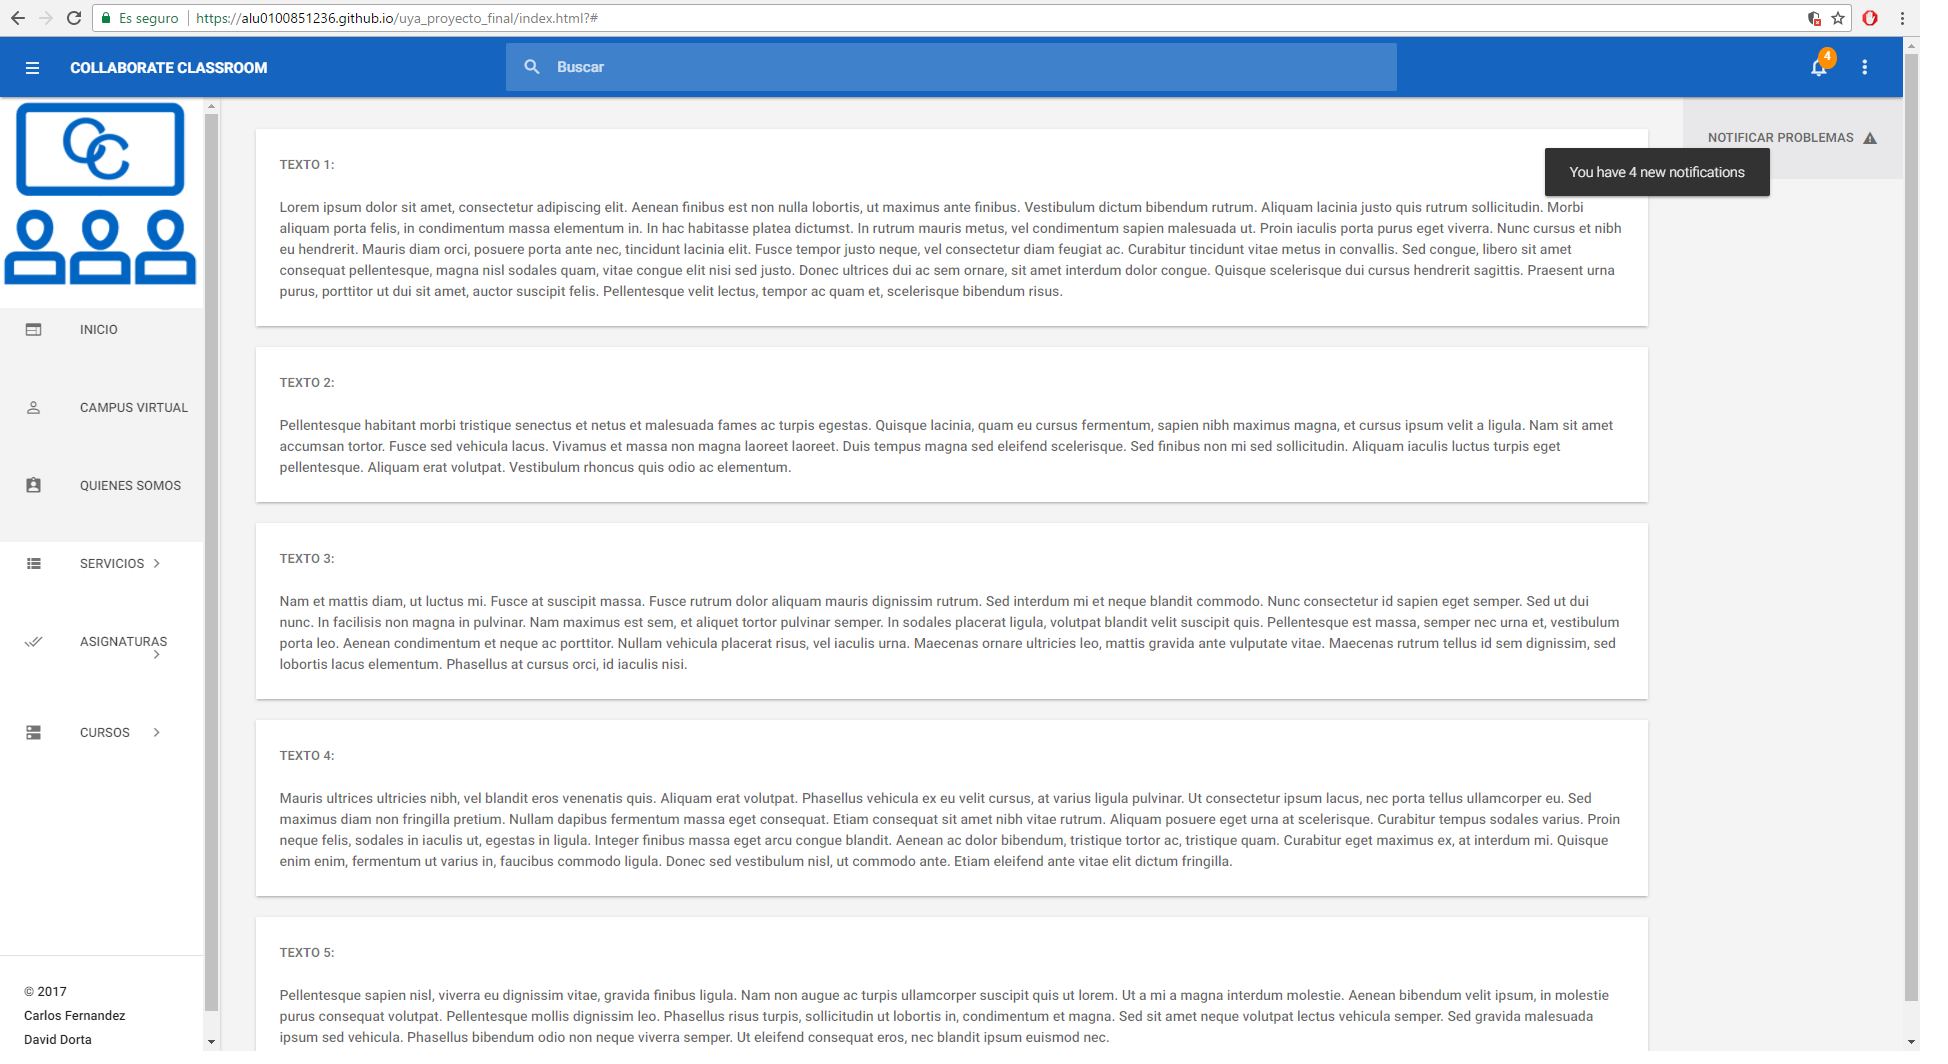 Es seguro https://alu0100851236.github.io/uya_proyecto_final/index.html?#
COLLABORATE CLASSROOM
Buscar
4
CC
NOTIFICAR PROBLEMAS
You have 4 new notifications
INICIO
CAMPUS VIRTUAL
QUIENES SOMOS
SERVICIOS
ASIGNATURAS
CURSOS
© 2017
Carlos Fernandez
David Dorta
TEXTO 1:
Lorem ipsum dolor sit amet, consectetur adipiscing elit. Aenean finibus est non nulla lobortis, ut maximus ante finibus. Vestibulum dictum bibendum rutrum. Aliquam lacinia justo quis rutrum sollicitudin. Morbi
aliquam porta felis, in condimentum massa elementum in. In hac habitasse platea dictumst. In rutrum mauris metus, vel condimentum sapien malesuada ut. Proin iaculis porta purus eget viverra. Nunc cursus et nibh
eu hendrerit. Mauris diam orci, posuere porta ante nec, tincidunt lacinia elit. Fusce tempor justo neque, vel consectetur diam feugiat ac. Curabitur tincidunt vitae metus in convallis. Sed congue, libero sit amet
consequat pellentesque, magna nisl sodales quam, vitae congue elit nisi sed justo. Donec ultrices dui ac sem ornare, sit amet interdum dolor congue. Quisque scelerisque dui cursus hendrerit sagittis. Praesent urna
purus, porttitor ut dui sit amet, auctor suscipit felis. Pellentesque velit lectus, tempor ac quam et, scelerisque bibendum risus.
TEXTO 2:
Pellentesque habitant morbi tristique senectus et netus et malesuada fames ac turpis egestas. Quisque lacinia, quam eu cursus fermentum, sapien nibh maximus magna, et cursus ipsum velit a ligula. Nam sit amet
accumsan tortor. Fusce sed vehicula lacus. Vivamus et massa non magna laoreet laoreet. Duis tempus magna sed eleifend scelerisque. Sed finibus non mi sed sollicitudin. Aliquam iaculis luctus turpis eget
pellentesque. Aliquam erat volutpat. Vestibulum rhoncus quis odio ac elementum.
TEXTO 3:
Nam et mattis diam, ut luctus mi. Fusce at suscipit massa. Fusce rutrum dolor aliquam mauris dignissim rutrum. Sed interdum mi et neque blandit commodo. Nunc consectetur id sapien eget semper. Sed ut dui
nunc. In facilisis non magna in pulvinar. Nam maximus est sem, et aliquet tortor pulvinar semper. In sodales placerat ligula, volutpat blandit velit suscipit quis. Pellentesque est massa, semper nec urna et, vestibulum
porta leo. Aenean condimentum et neque ac porttitor. Nullam vehicula placerat risus, vel iaculis urna. Maecenas ornare ultricies leo, mattis gravida ante vulputate vitae. Maecenas rutrum tellus id sem dignissim, sed
lobortis lacus elementum. Phasellus at cursus orci, id iaculis nisi.
TEXTO 4:
Mauris ultrices ultricies nibh, vel blandit eros venenatis quis. Aliquam erat volutpat. Phasellus vehicula ex eu velit cursus, at varius ligula pulvinar. Ut consectetur ipsum lacus, nec porta tellus ullamcorper eu. Sed
maximus diam non fringilla pretium. Nullam dapibus fermentum massa eget consequat. Etiam consequat sit amet nibh vitae rutrum. Aliquam posuere eget urna at scelerisque. Curabitur tempus sodales varius. Proin
neque felis, sodales in iaculis ut, egestas in ligula. Integer finibus massa eget arcu congue blandit. Aenean ac dolor bibendum, tristique tortor ac, tristique quam. Curabitur eget maximus ex, at interdum mi. Quisque
enim enim, fermentum ut varius in, faucibus commodo ligula. Donec sed vestibulum nisl, ut commodo ante. Etiam eleifend ante vitae elit dictum fringilla.
TEXTO 5:
Pellentesque sapien nisl, viverra eu dignissim vitae, gravida finibus ligula. Nam non augue ac turpis ullamcorper suscipit quis ut lorem. Ut a mi a magna interdum molestie. Aenean bibendum velit ipsum, in molestie
purus consequat volutpat. Pellentesque mollis dignissim leo. Phasellus risus turpis, sollicitudin ut lobortis in, condimentum et magna. Sed sit amet neque volutpat lectus vehicula semper. Sed gravida malesuada
ipsum sed vehicula. Phasellus bibendum odio non neque viverra semper. Ut eleifend consequat eros, nec blandit ipsum euismod nec.